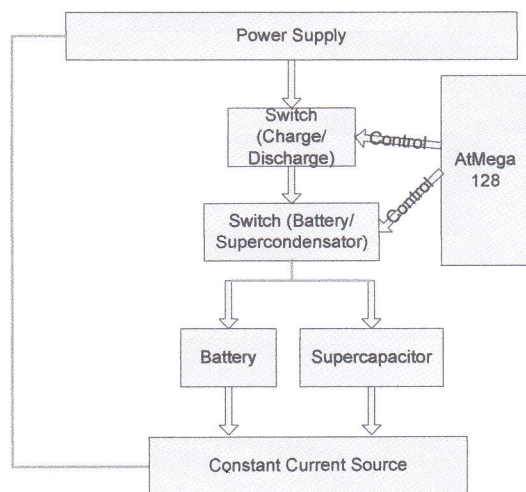 Power Supply
Switch
(Charge/
Discharge)
Control
AtMega
128
Control
Switch (Battery/
Supercondensator)
Battery
Supercapacitor
Constant Current Source